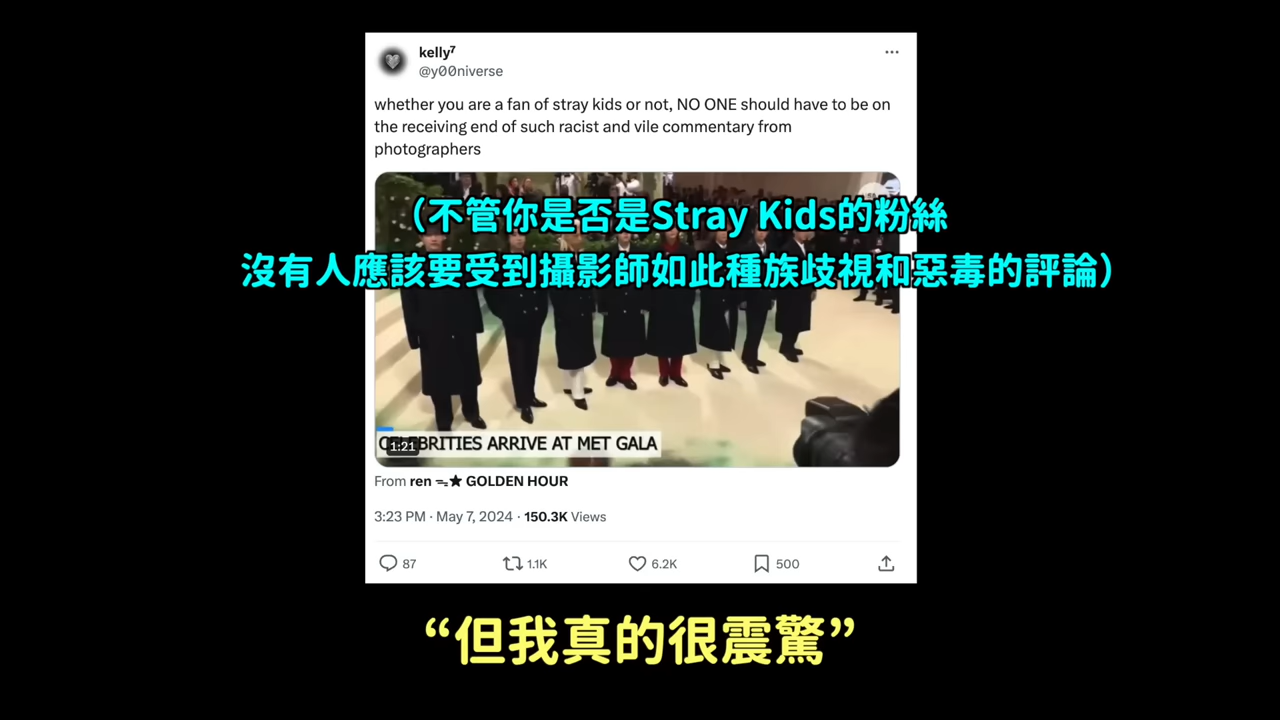 kelly⁷
@y00niverse
whether you are a fan of stray kids or not, NO ONE should have to be on
the receiving end of such racist and vile commentary from
photographers
（不管你是否是Stray Kids的粉絲
沒有人應該要受到攝影師如此種族歧視和惡毒的評論）
CELEBRITIES ARRIVE AT MET GALA
1:21
From ren ᯓ★ GOLDEN HOUR
3:23 PM · May 7, 2024 · 150.3K Views
87 1.1K 6.2K 500
“但我真的很震驚”